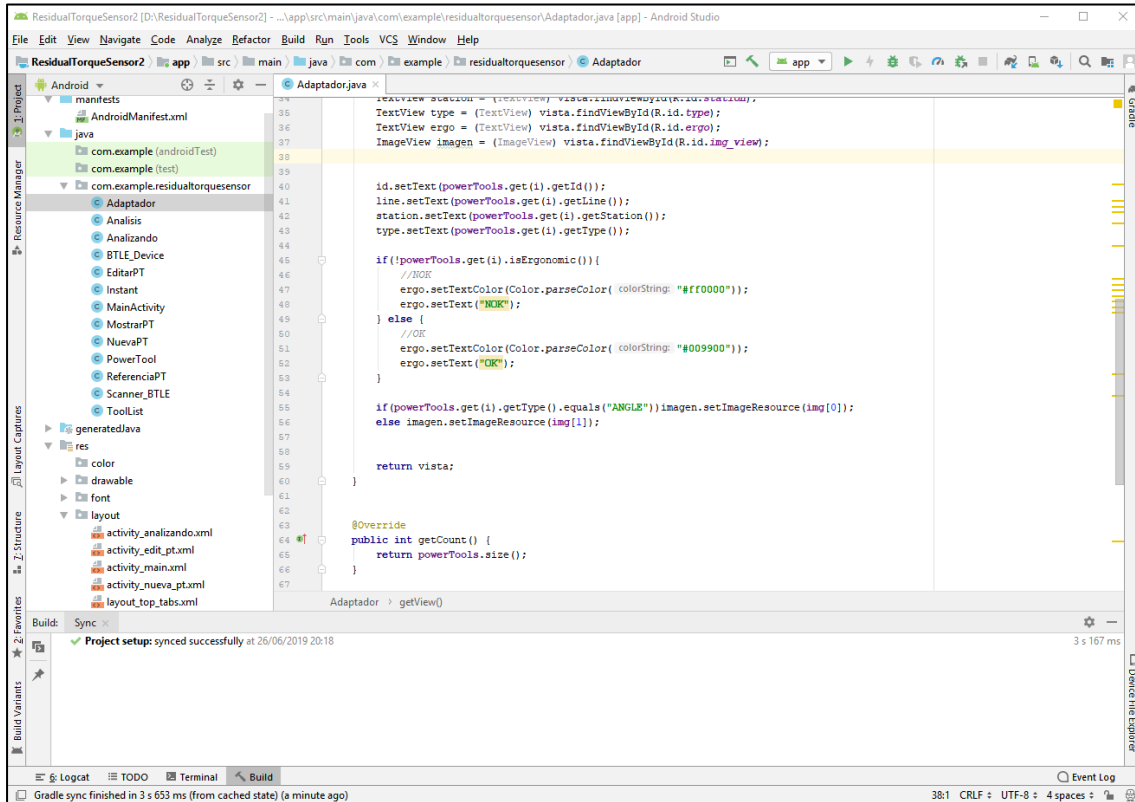 ResidualTorqueSensor2 [D:\ResidualTorqueSensor2] - ...\app\src\main\java\com\example\residualtorquesensor\Adaptador.java [app] - Android Studio
File Edit View Navigate Code Analyze Refactor Build Run Tools VCS Window Help
ResidualTorqueSensor2 app src main java com example residualtorquesensor Adaptador
app
Android
Adaptador.java
1: Project
Resource Manager
Layout Captures
7: Structure
2: Favorites
Build Variants
manifests
AndroidManifest.xml
java
com.example (androidTest)
com.example (test)
com.example.residualtorquesensor
Adaptador
Analisis
Analizando
BTLE_Device
EditarPT
Instant
MainActivity
MostrarPT
NuevaPT
PowerTool
ReferenciaPT
Scanner_BTLE
ToolList
generatedJava
res
color
drawable
font
layout
activity_analizando.xml
activity_edit_pt.xml
activity_main.xml
activity_nueva_pt.xml
layout_top_tabs.xml
34 TextView station = (TextView) vista.findViewById(R.id.station);
35 TextView type = (TextView) vista.findViewById(R.id.type);
36 TextView ergo = (TextView) vista.findViewById(R.id.ergo);
37 ImageView imagen = (ImageView) vista.findViewById(R.id.img_view);
38
39
40 id.setText(powerTools.get(i).getId());
41 line.setText(powerTools.get(i).getLine());
42 station.setText(powerTools.get(i).getStation());
43 type.setText(powerTools.get(i).getType());
44
45 if(!powerTools.get(i).isErgonomic()){
46 //NOK
47 ergo.setTextColor(Color.parseColor( colorString: "#ff0000"));
48 ergo.setText("NOK");
49 } else {
50 //OK
51 ergo.setTextColor(Color.parseColor( colorString: "#009900"));
52 ergo.setText("OK");
53 }
54
55 if(powerTools.get(i).getType().equals("ANGLE"))imagen.setImageResource(img[0]);
56 else imagen.setImageResource(img[1]);
57
58
59 return vista;
60 }
61
62
63 @Override
64 public int getCount() {
65 return powerTools.size();
66 }
67
Adaptador › getView()
Gradle
Device File Explorer
Build: Sync
Project setup: synced successfully at 26/06/2019 20:18
3 s 167 ms
6: Logcat TODO Terminal Build
Event Log
Gradle sync finished in 3 s 653 ms (from cached state) (a minute ago)
38:1 CRLF UTF-8 4 spaces